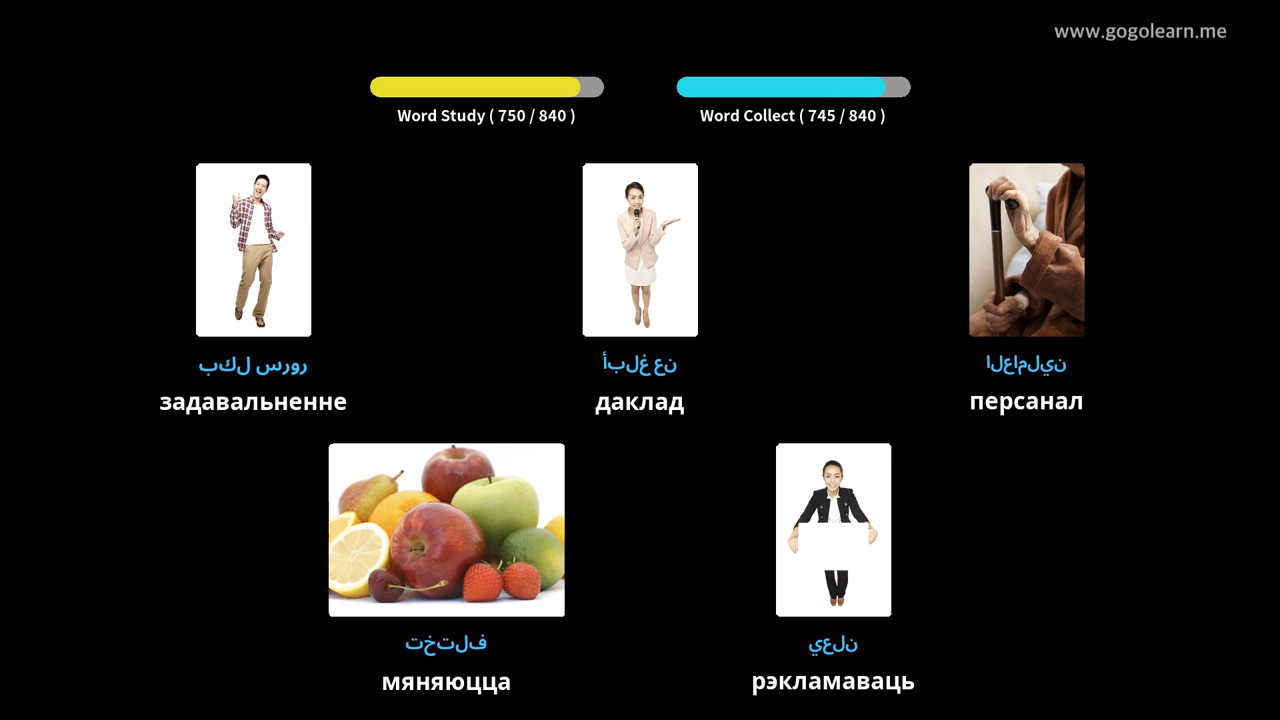 www.gogolearn.me
Word Study ( 750 / 840 )
Word Collect ( 745 / 840 )
بكل سرور
أبلغ عن
العاملين
задавальненне
даклад
персанал
تختلف
يعلن
мяняюцца
рэкламаваць